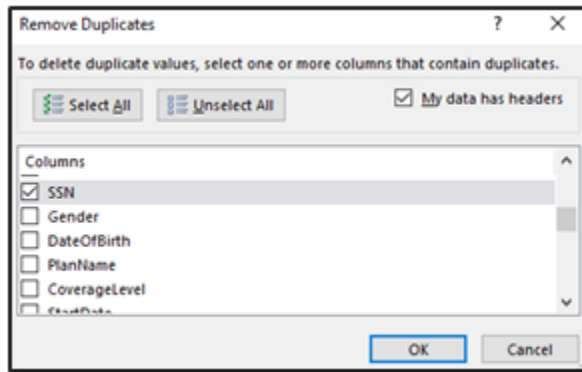 Remove Duplicates ? ×
To delete duplicate values, select one or more columns that contain duplicates.
Select All Unselect All My data has headers
Columns
SSN
Gender
DateOfBirth
PlanName
CoverageLevel
StartDate
OK Cancel